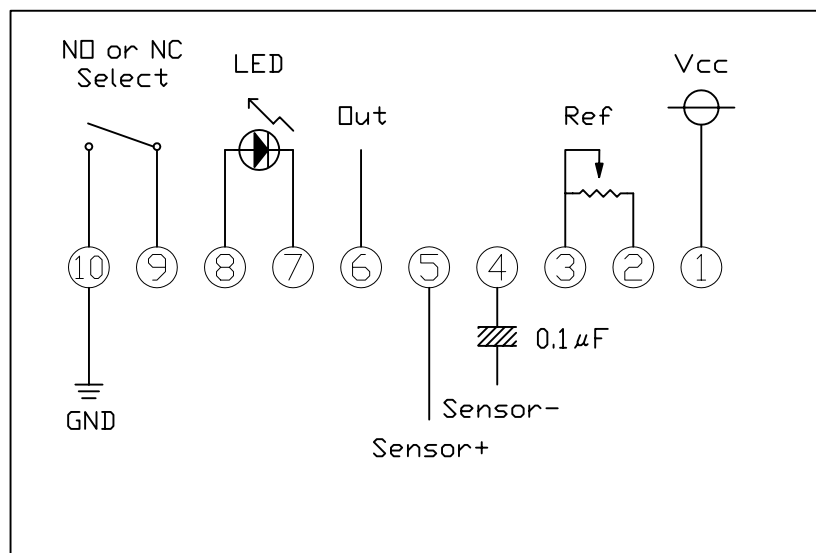 NO or NC
Select
LED
Out
Ref
Vcc
10 9 8 7 6 5 4 3 2 1
0.1μF
GND
Sensor-
Sensor+